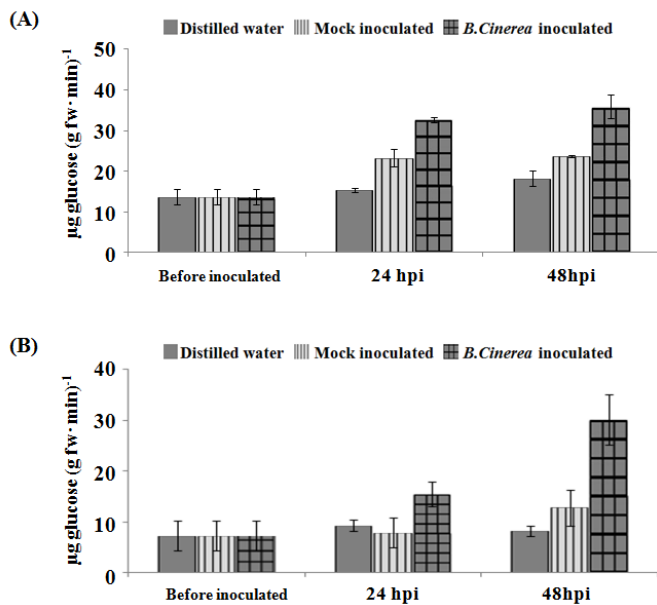 (A)
Distilled water Mock inoculated B.Cinerea inoculated
µg glucose (g fw·min)-1
50
40
30
20
10
0
Before inoculated 24 hpi 48hpi
(B)
Distilled water Mock inoculated B.Cinerea inoculated
µg glucose (g fw·min)-1
40
30
20
10
0
Before inoculated 24 hpi 48hpi